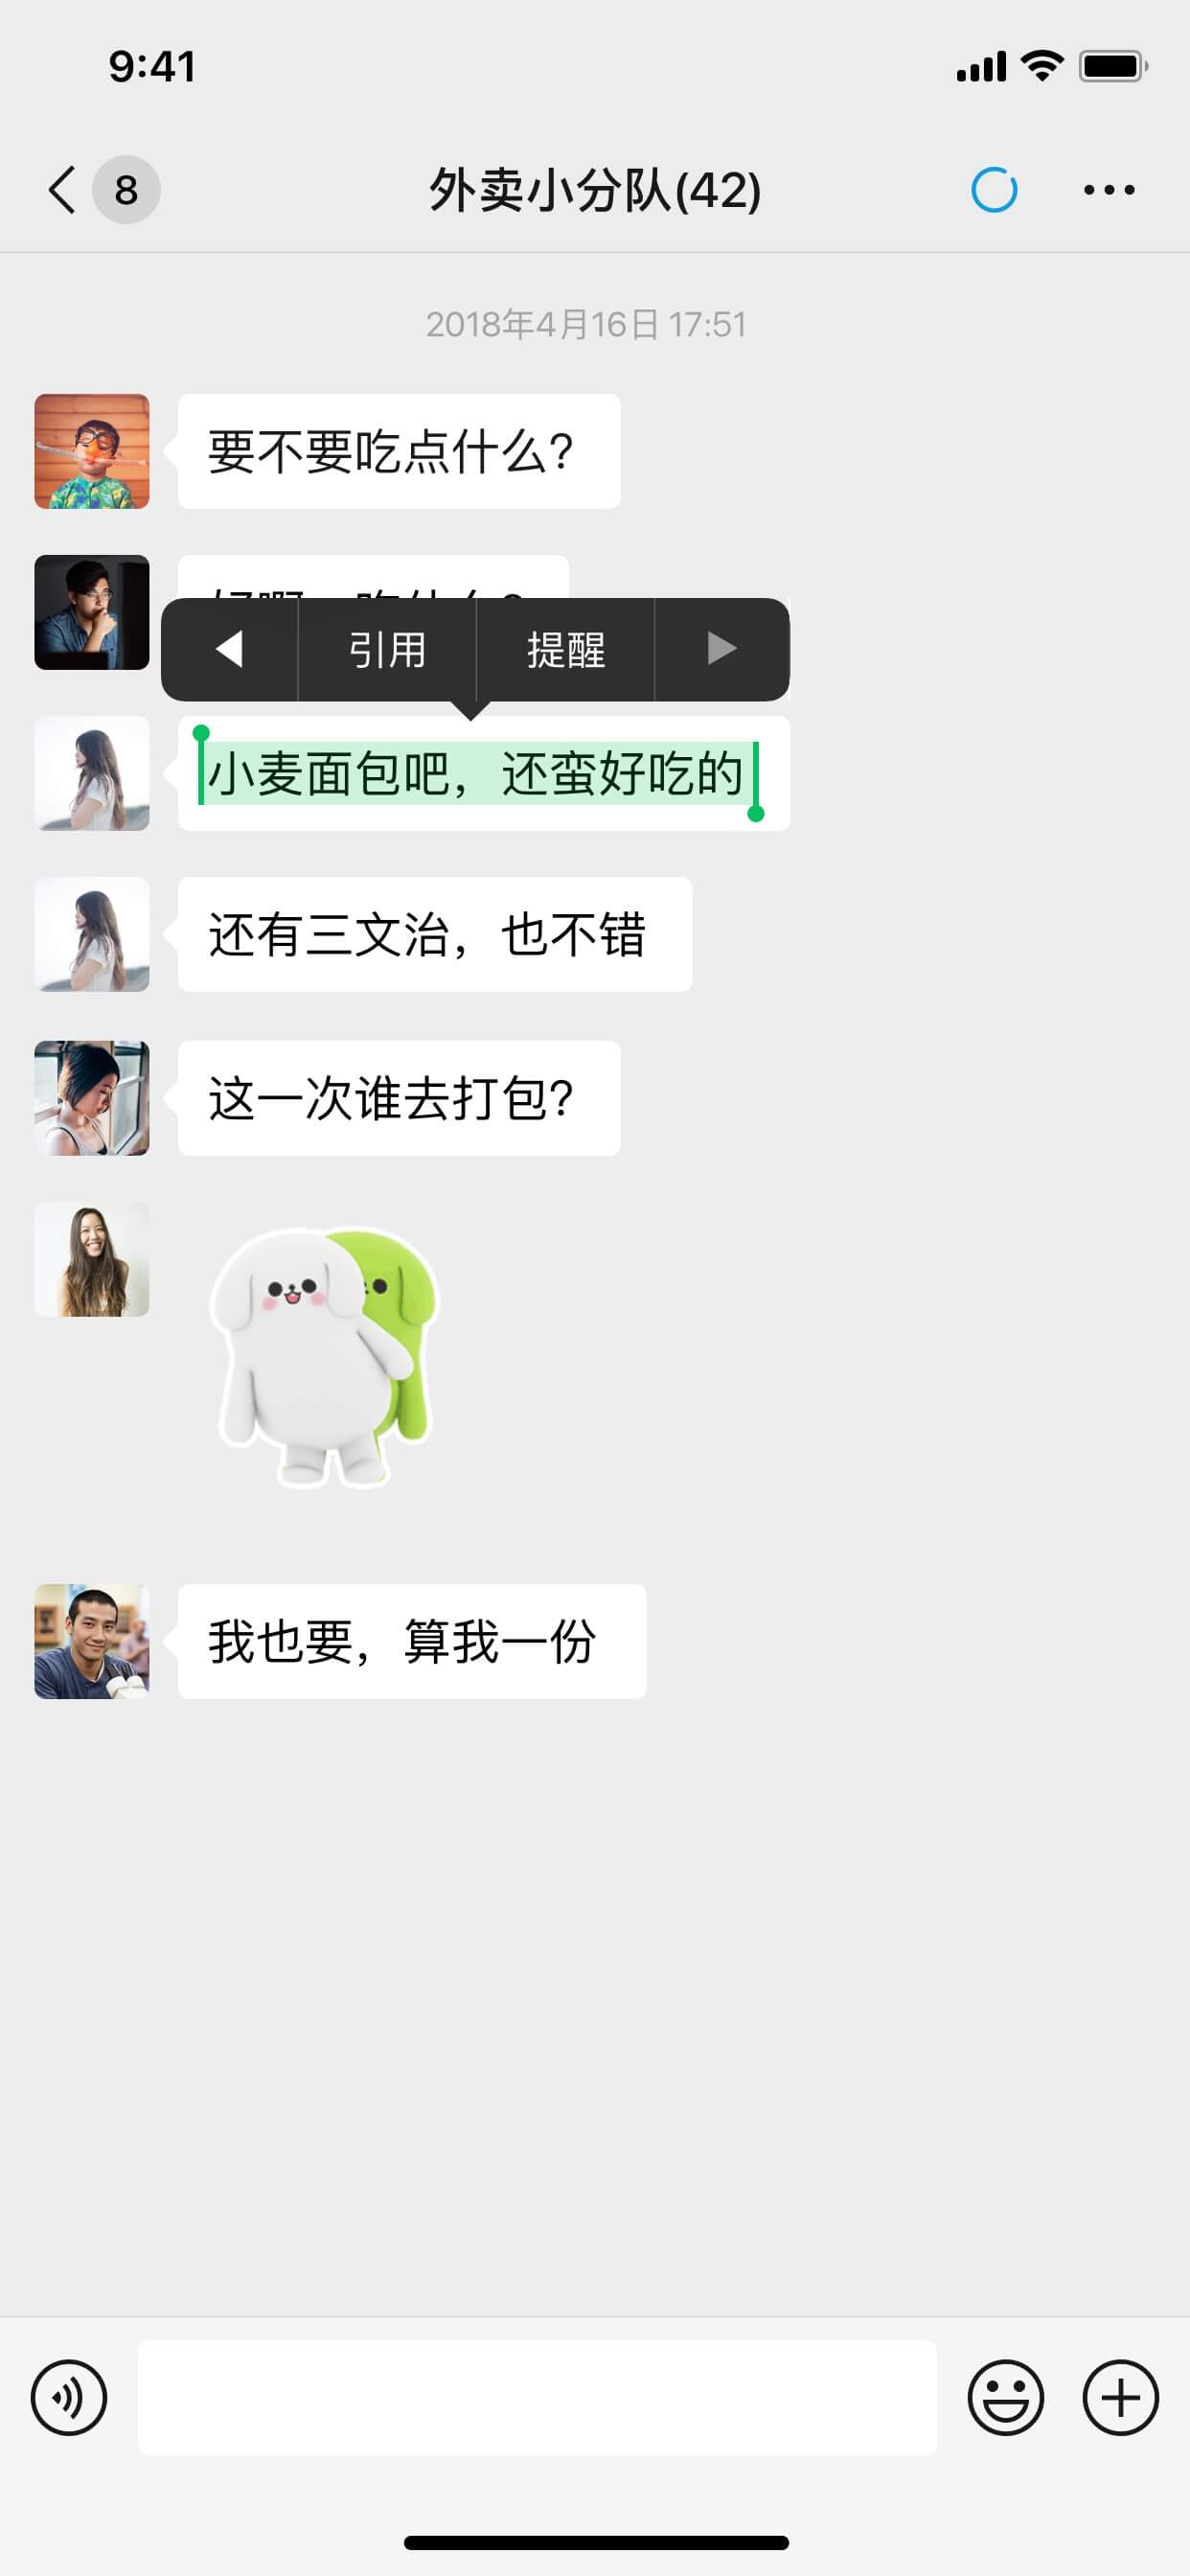 9:41
8
外卖小分队(42)
2018年4月16日 17:51
要不要吃点什么?
引用
提醒
小麦面包吧，还蛮好吃的
还有三文治，也不错
这一次谁去打包?
我也要，算我一份